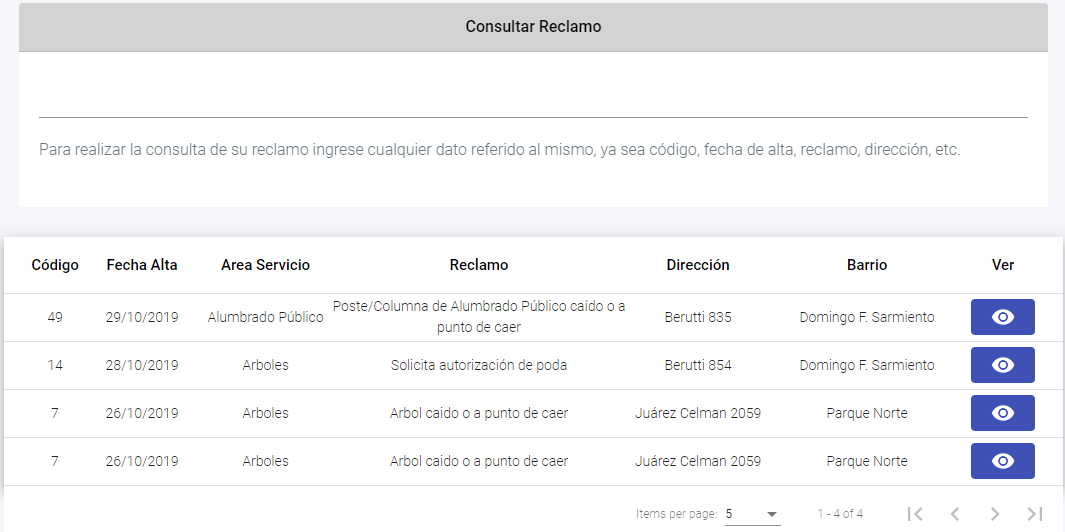 Consultar Reclamo
Para realizar la consulta de su reclamo ingrese cualquier dato referido al mismo, ya sea código, fecha de alta, reclamo, dirección, etc.
Código Fecha Alta Area Servicio Reclamo Dirección Barrio Ver
49 29/10/2019 Alumbrado Público Poste/Columna de Alumbrado Público caído o a punto de caer Berutti 835 Domingo F. Sarmiento
14 28/10/2019 Arboles Solicita autorización de poda Berutti 854 Domingo F. Sarmiento
7 26/10/2019 Arboles Arbol caido o a punto de caer Juárez Celman 2059 Parque Norte
7 26/10/2019 Arboles Arbol caido o a punto de caer Juárez Celman 2059 Parque Norte
Items per page: 5 1 - 4 of 4